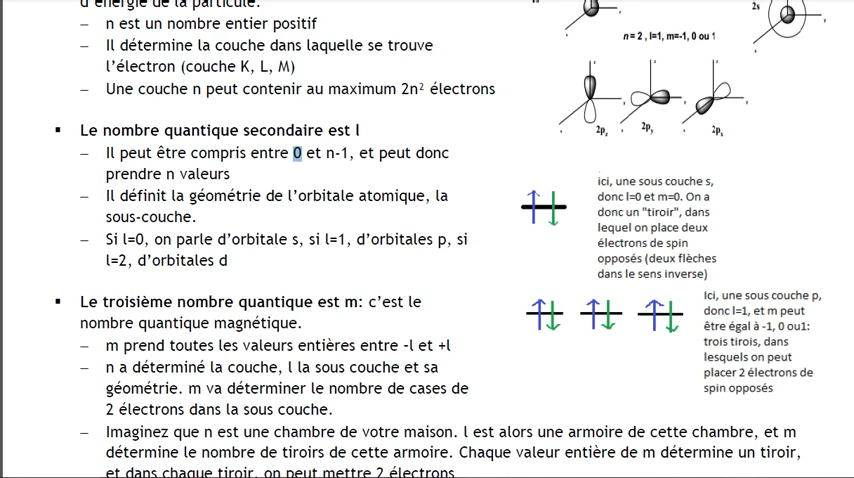 d'énergie de la particule.
– n est un nombre entier positif
– Il détermine la couche dans laquelle se trouve
l'électron (couche K, L, M)
– Une couche n peut contenir au maximum 2n² électrons
2s
n = 2 , l=1, m=-1, 0 ou 1
2pz
2py
2px
▪ Le nombre quantique secondaire est l
– Il peut être compris entre 0 et n-1, et peut donc
prendre n valeurs
– Il définit la géométrie de l'orbitale atomique, la
sous-couche.
– Si l=0, on parle d'orbitale s, si l=1, d'orbitales p, si
l=2, d'orbitales d
ici, une sous couche s,
donc l=0 et m=0. On a
donc un "tiroir", dans
lequel on place deux
électrons de spin
opposés (deux flèches
dans le sens inverse)
▪ Le troisième nombre quantique est m: c'est le
nombre quantique magnétique.
– m prend toutes les valeurs entières entre -l et +l
– n a déterminé la couche, l la sous couche et sa
géométrie. m va déterminer le nombre de cases de
2 électrons dans la sous couche.
Ici, une sous couche p,
donc l=1, et m peut
être égal à -1, 0 ou1:
trois tirois, dans
lesquels on peut
placer 2 électrons de
spin opposés
– Imaginez que n est une chambre de votre maison. l est alors une armoire de cette chambre, et m
détermine le nombre de tiroirs de cette armoire. Chaque valeur entière de m détermine un tiroir,
et dans chaque tiroir, on peut mettre 2 électrons